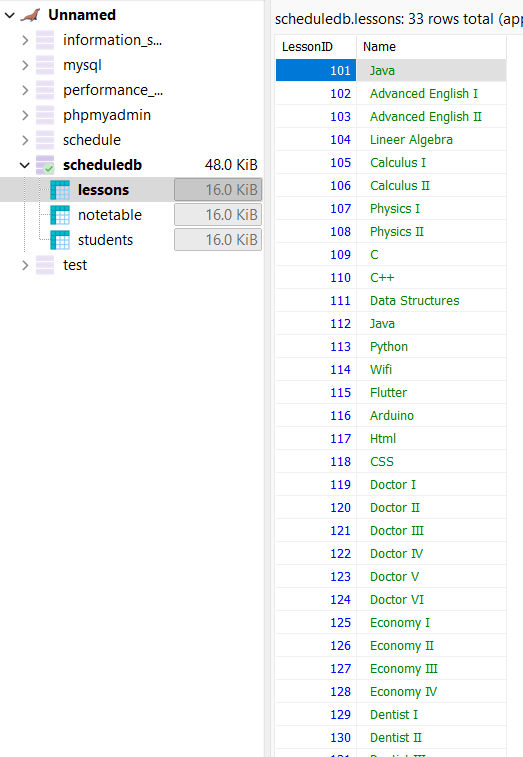 Unnamed
information_s...
mysql
performance_...
phpmyadmin
schedule
scheduledb 48.0 KiB
lessons 16.0 KiB
notetable 16.0 KiB
students 16.0 KiB
test
scheduledb.lessons: 33 rows total (app
LessonID Name
101 Java
102 Advanced English I
103 Advanced English II
104 Lineer Algebra
105 Calculus I
106 Calculus II
107 Physics I
108 Physics II
109 C
110 C++
111 Data Structures
112 Java
113 Python
114 Wifi
115 Flutter
116 Arduino
117 Html
118 CSS
119 Doctor I
120 Doctor II
121 Doctor III
122 Doctor IV
123 Doctor V
124 Doctor VI
125 Economy I
126 Economy II
127 Economy III
128 Economy IV
129 Dentist I
130 Dentist II
131 Dentist III